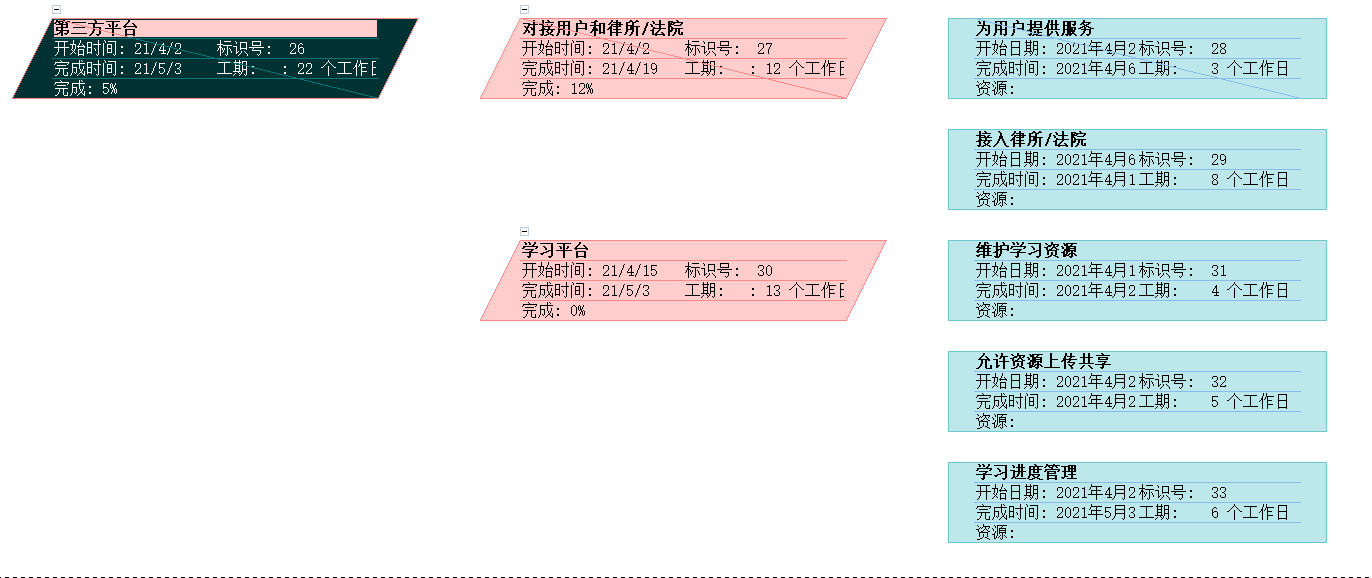 第三方平台
开始时间: 21/4/2 标识号: 26
完成时间: 21/5/3 工期: : 22 个工作日
完成: 5%
对接用户和律所/法院
开始时间: 21/4/2 标识号: 27
完成时间: 21/4/19 工期: : 12 个工作日
完成: 12%
学习平台
开始时间: 21/4/15 标识号: 30
完成时间: 21/5/3 工期: : 13 个工作日
完成: 0%
为用户提供服务
开始日期: 2021年4月2 标识号: 28
完成时间: 2021年4月6 工期: 3 个工作日
资源:
接入律所/法院
开始日期: 2021年4月6 标识号: 29
完成时间: 2021年4月1 工期: 8 个工作日
资源:
维护学习资源
开始日期: 2021年4月1 标识号: 31
完成时间: 2021年4月2 工期: 4 个工作日
资源:
允许资源上传共享
开始日期: 2021年4月2 标识号: 32
完成时间: 2021年4月2 工期: 5 个工作日
资源:
学习进度管理
开始日期: 2021年4月2 标识号: 33
完成时间: 2021年5月3 工期: 6 个工作日
资源: